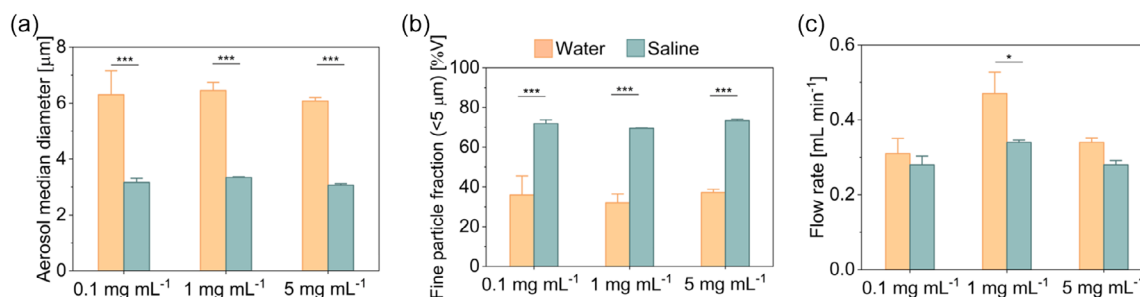 (a)
Aerosol median diameter [μm]
8
6
4
2
0
***
***
***
0.1 mg mL⁻¹
1 mg mL⁻¹
5 mg mL⁻¹
(b)
Water
Saline
Fine particle fraction (<5 μm) [%V]
100
80
60
40
20
0
***
***
***
0.1 mg mL⁻¹
1 mg mL⁻¹
5 mg mL⁻¹
(c)
Flow rate [mL min⁻¹]
0.6
0.4
0.2
0.0
*
0.1 mg mL⁻¹
1 mg mL⁻¹
5 mg mL⁻¹